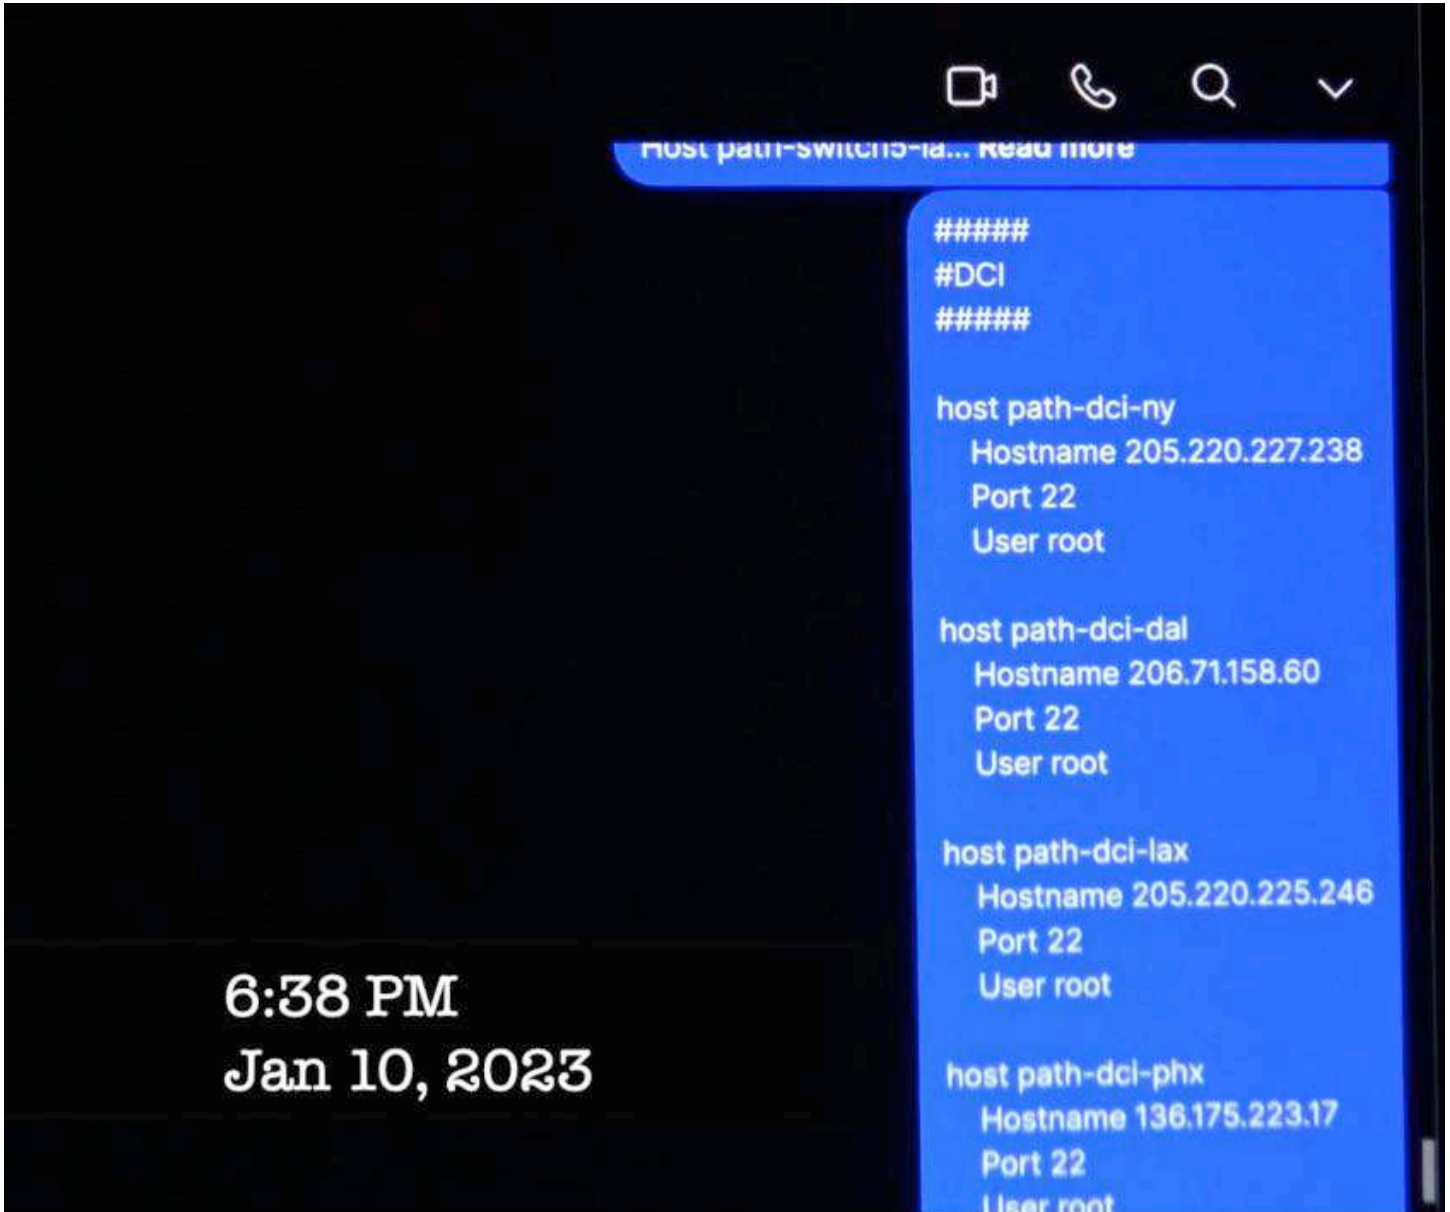 Host path-switch5-la... Read more
#####
#DCI
#####
host path-dci-ny
Hostname 205.220.227.238
Port 22
User root
host path-dci-dal
Hostname 206.71.158.60
Port 22
User root
host path-dci-lax
Hostname 205.220.225.246
Port 22
User root
host path-dci-phx
Hostname 136.175.223.17
Port 22
User root
6:38 PM
Jan 10, 2023